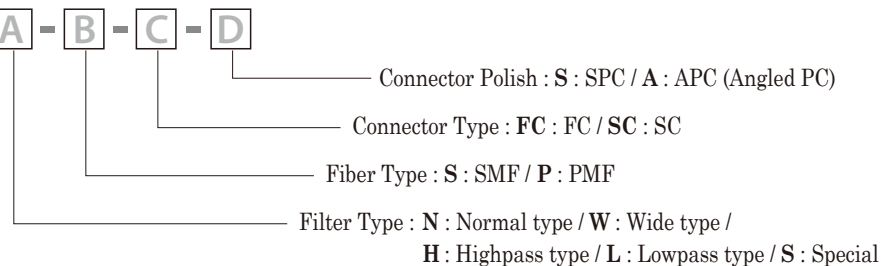 A - B - C - D
Connector Polish : S : SPC / A : APC (Angled PC)
Connector Type : FC : FC / SC : SC
Fiber Type : S : SMF / P : PMF
Filter Type : N : Normal type / W : Wide type /
H : Highpass type / L : Lowpass type / S : Special